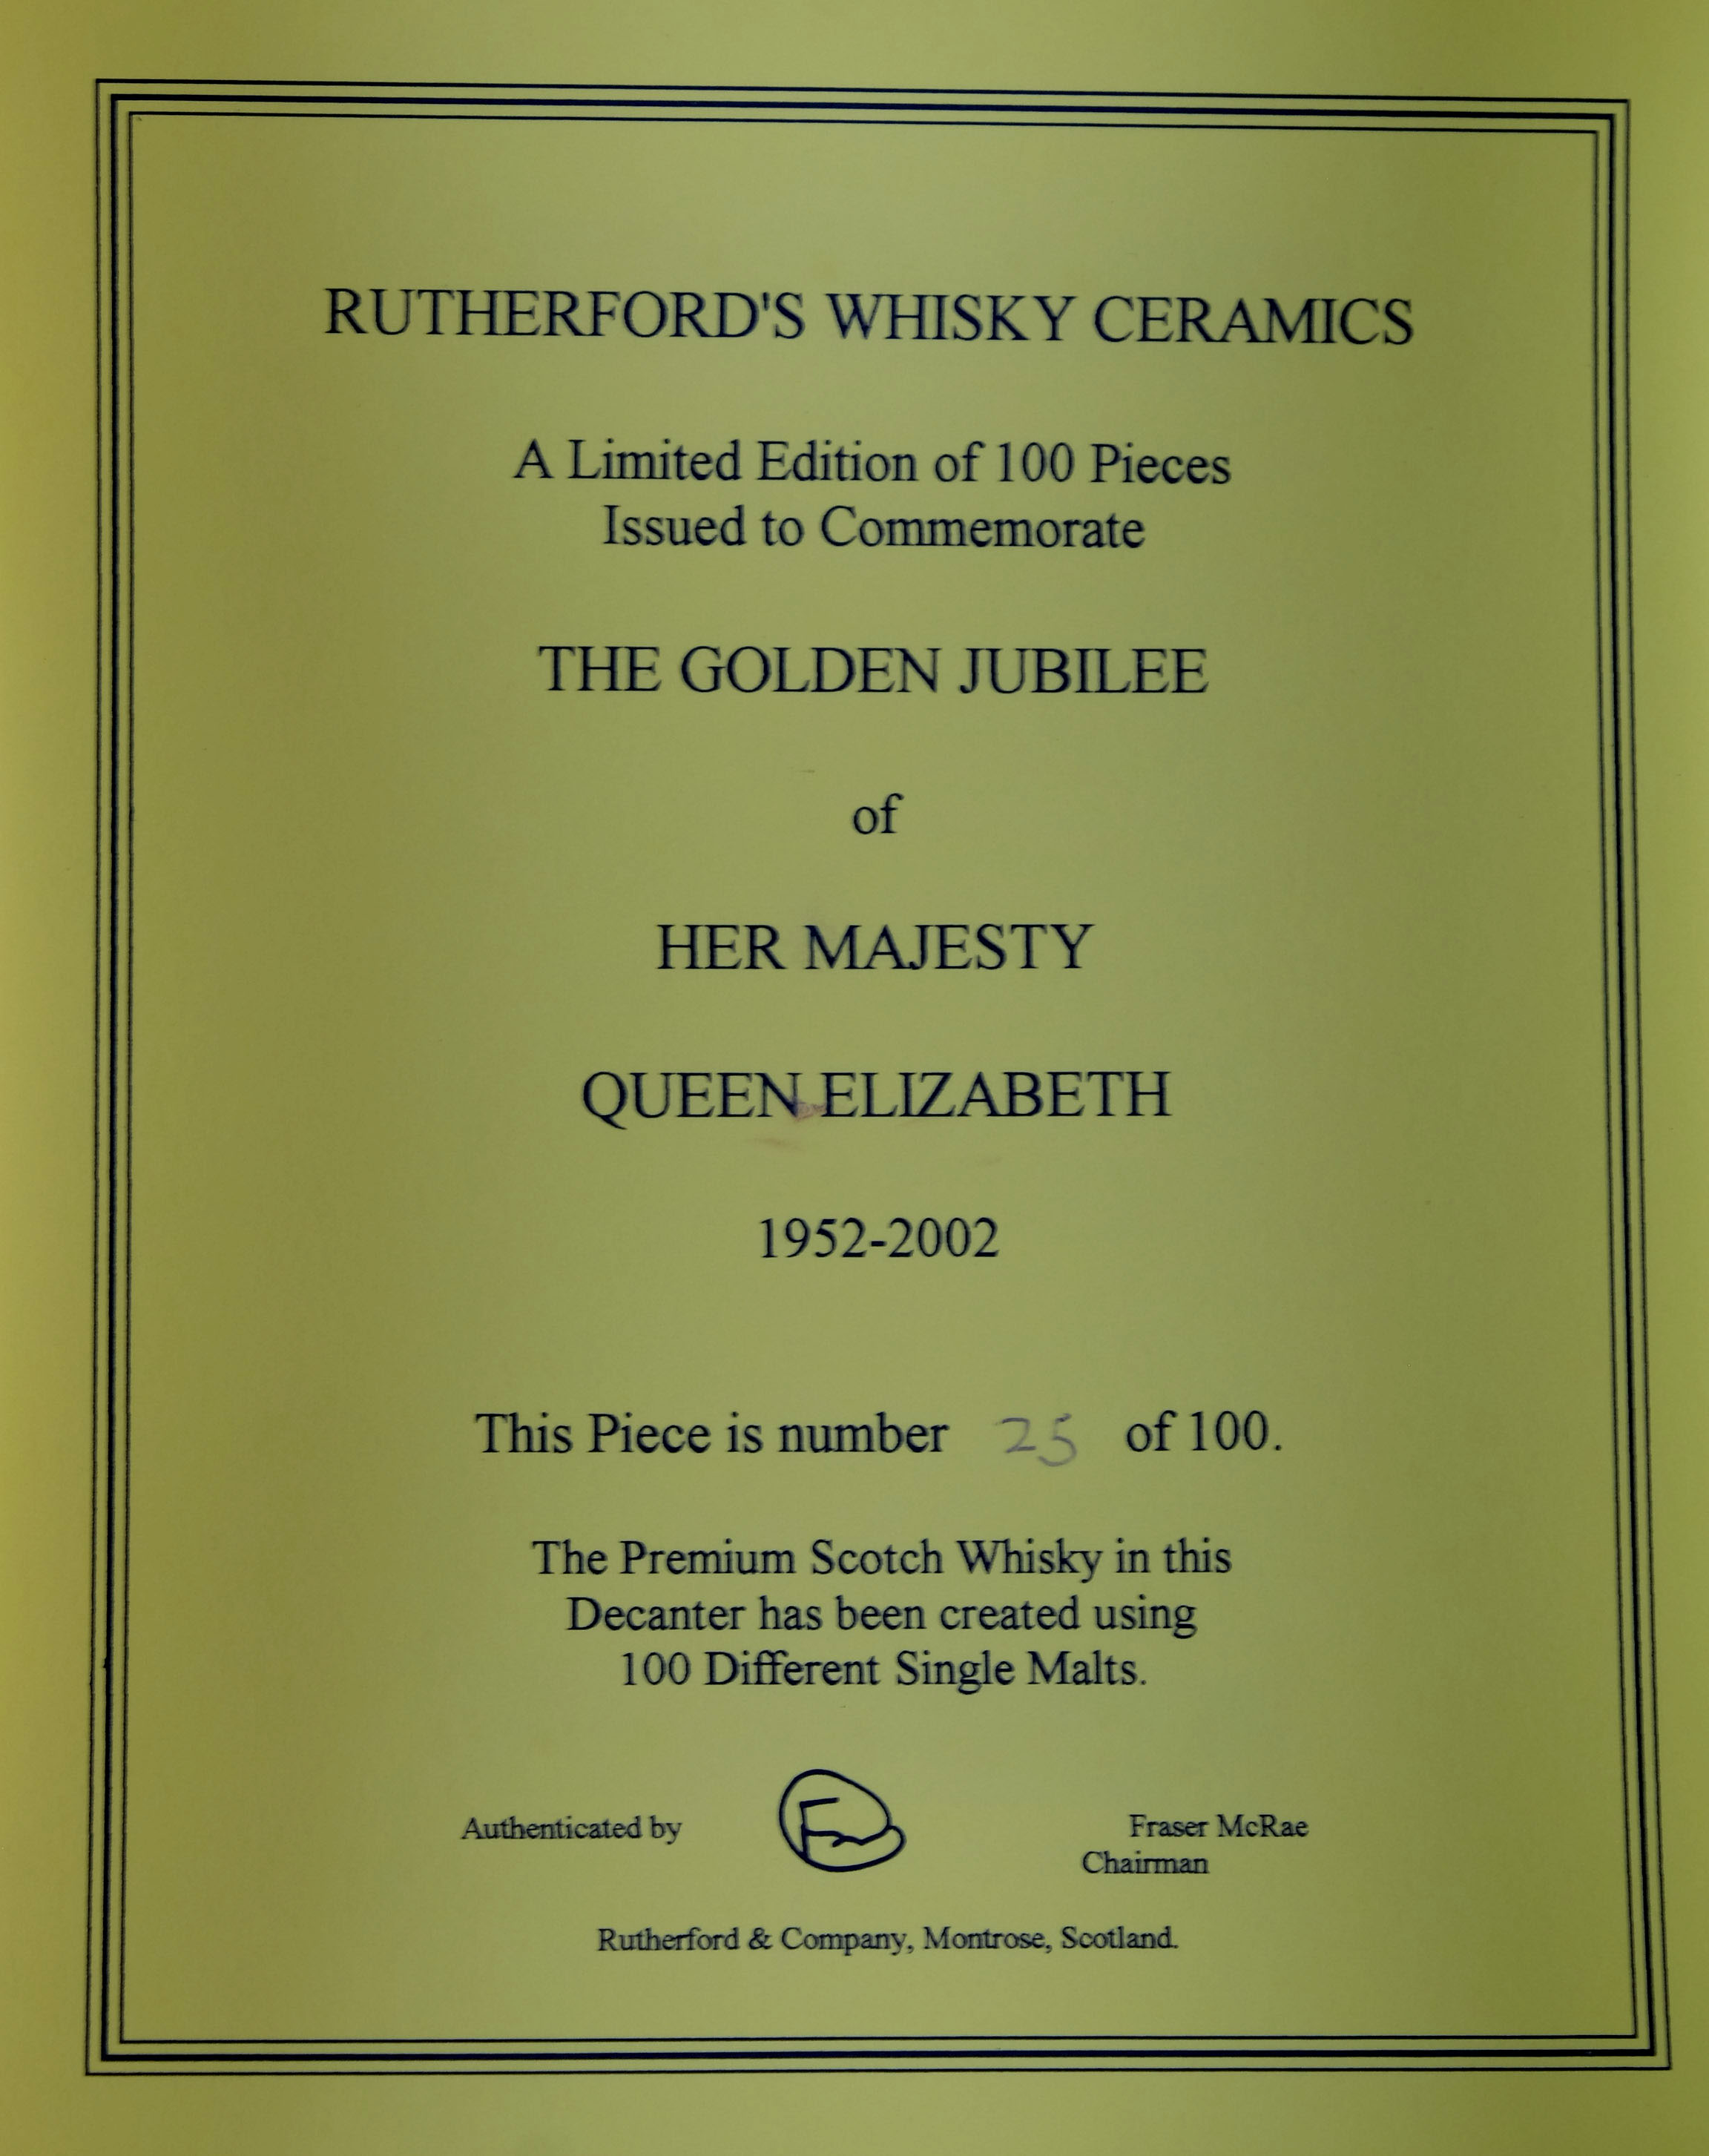 RUTHERFORD'S WHISKY CERAMICS
A Limited Edition of 100 Pieces
Issued to Commemorate
THE GOLDEN JUBILEE
of
HER MAJESTY
QUEEN ELIZABETH
1952-2002
This Piece is number 25 of 100.
The Premium Scotch Whisky in this
Decanter has been created using
100 Different Single Malts.
Authenticated by Fraser McRae
Chairman
Rutherford & Company, Montrose, Scotland.